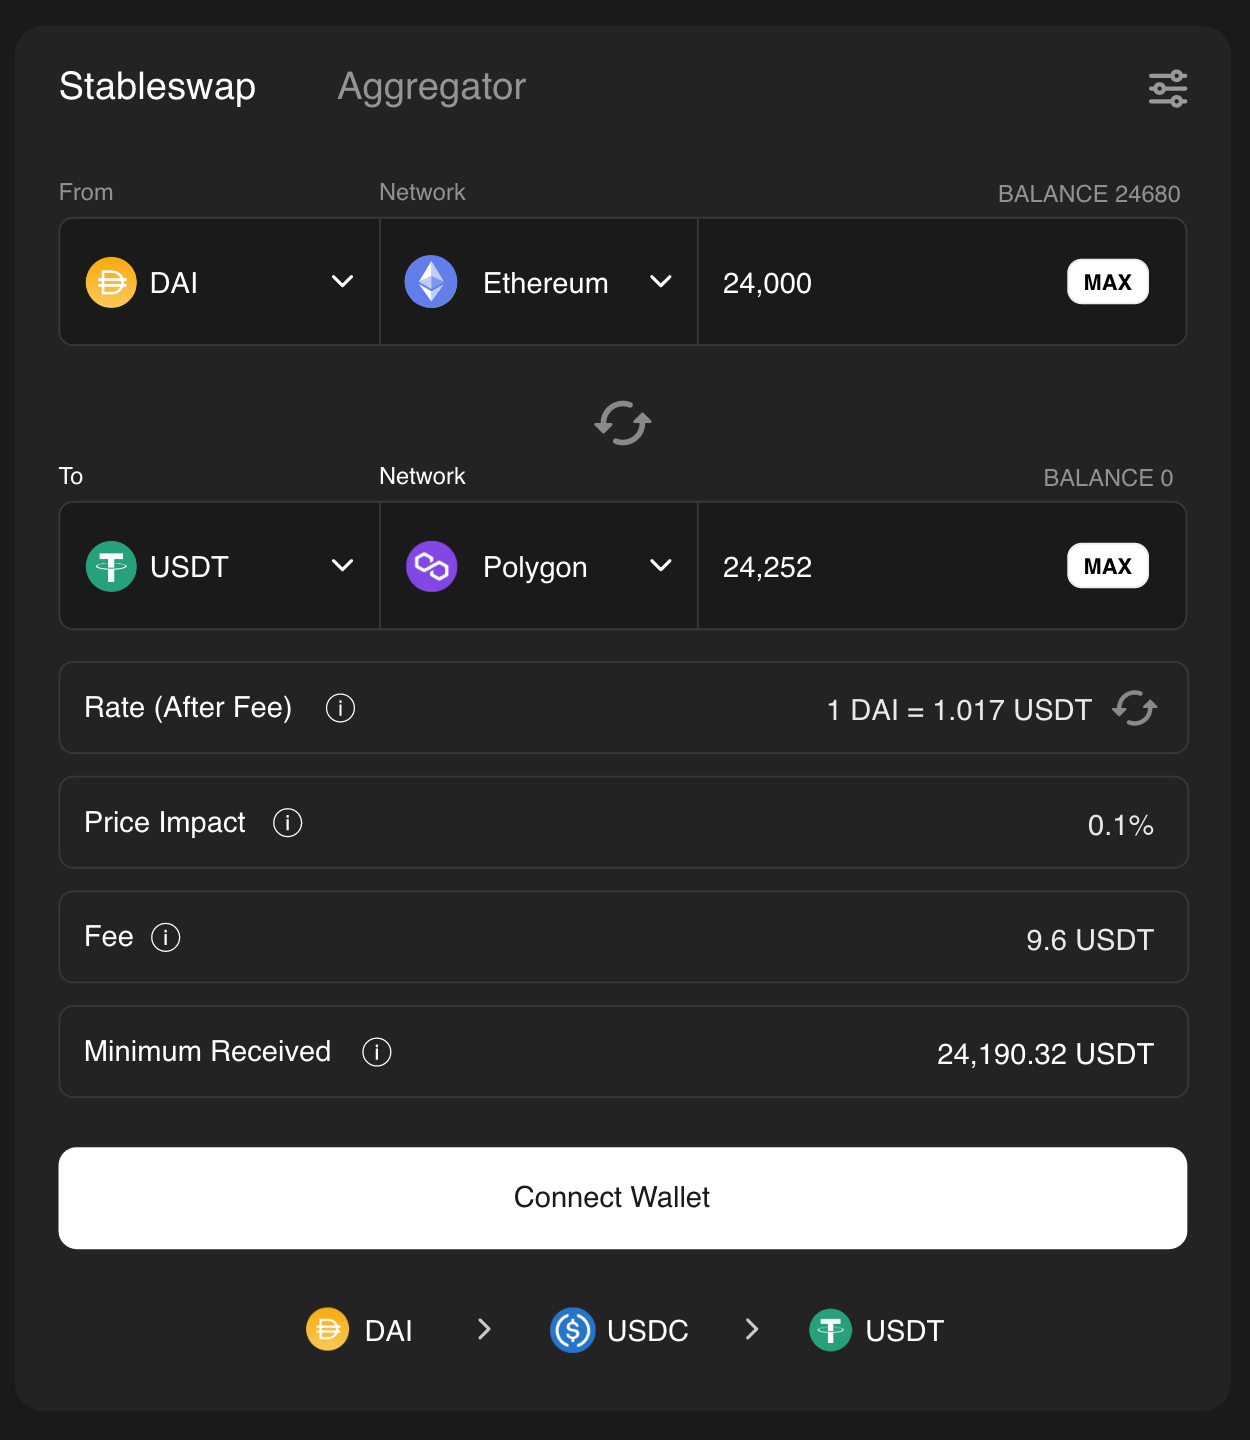 Stableswap Aggregator
From Network BALANCE 24680
DAI Ethereum 24,000 MAX
To Network BALANCE 0
USDT Polygon 24,252 MAX
Rate (After Fee) 1 DAI = 1.017 USDT
Price Impact 0.1%
Fee 9.6 USDT
Minimum Received 24,190.32 USDT
Connect Wallet
DAI > USDC > USDT